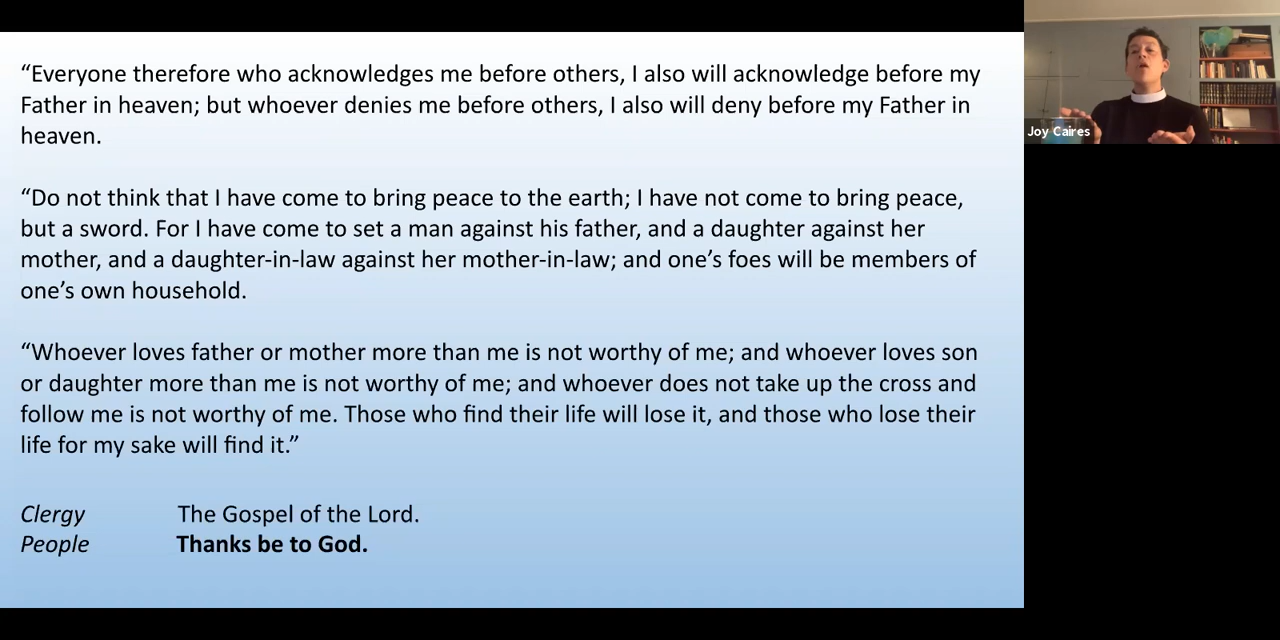 “Everyone therefore who acknowledges me before others, I also will acknowledge before my
Father in heaven; but whoever denies me before others, I also will deny before my Father in
heaven.
“Do not think that I have come to bring peace to the earth; I have not come to bring peace,
but a sword. For I have come to set a man against his father, and a daughter against her
mother, and a daughter-in-law against her mother-in-law; and one’s foes will be members of
one’s own household.
“Whoever loves father or mother more than me is not worthy of me; and whoever loves son
or daughter more than me is not worthy of me; and whoever does not take up the cross and
follow me is not worthy of me. Those who find their life will lose it, and those who lose their
life for my sake will find it.”
Clergy The Gospel of the Lord.
People Thanks be to God.
Joy Caires